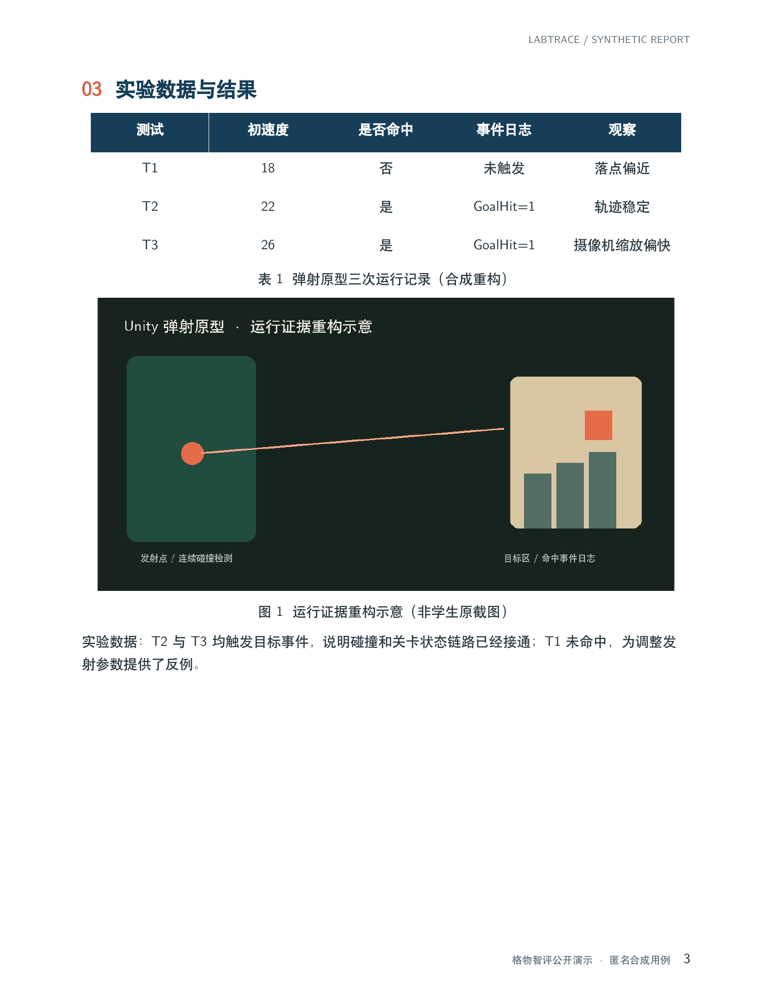 LABTRACE / SYNTHETIC REPORT
03 实验数据与结果
测试 初速度 是否命中 事件日志 观察
T1 18 否 未触发 落点偏近
T2 22 是 GoalHit=1 轨迹稳定
T3 26 是 GoalHit=1 摄像机缩放偏快
表 1 弹射原型三次运行记录（合成重构）
Unity 弹射原型 · 运行证据重构示意
发射点 / 连续碰撞检测
目标区 / 命中事件日志
图 1 运行证据重构示意（非学生原截图）
实验数据：T2 与 T3 均触发目标事件，说明碰撞和关卡状态链路已经接通；T1 未命中，为调整发
射参数提供了反例。
格物智评公开演示 · 匿名合成用例 3